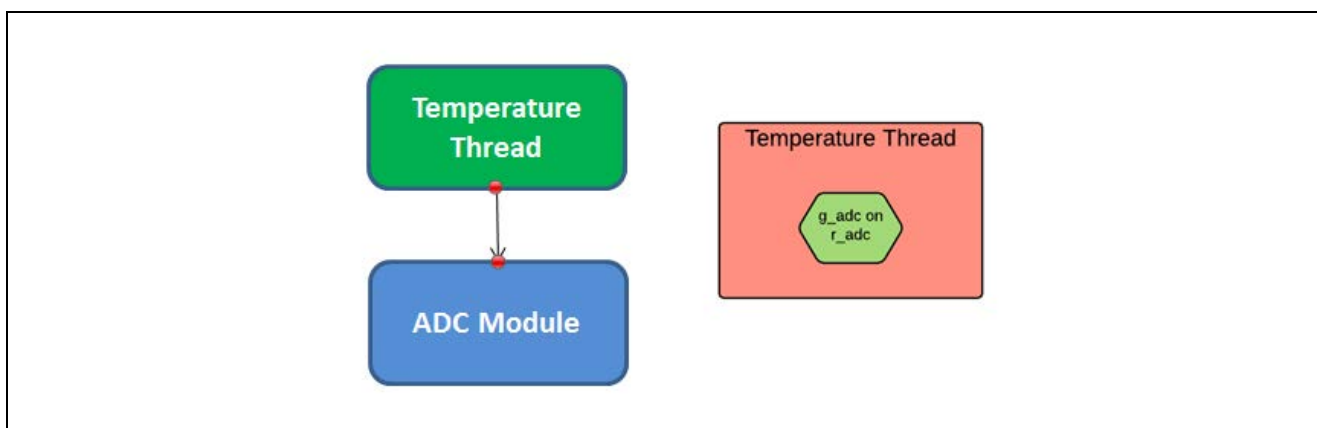 Temperature
Thread
ADC Module
Temperature Thread
g_adc on
r_adc